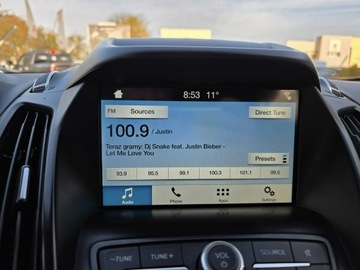 8:53 11°
FM Sources Direct Tune
100.9 / Justin
Teraz gramy: Dj Snake feat. Justin Bieber -
Let Me Love You
Presets
93.9 95.5 99.1 100.3 101.1 99.5
Audio Phone Apps Settings
–TUNE TUNE+ VOL SOURCE